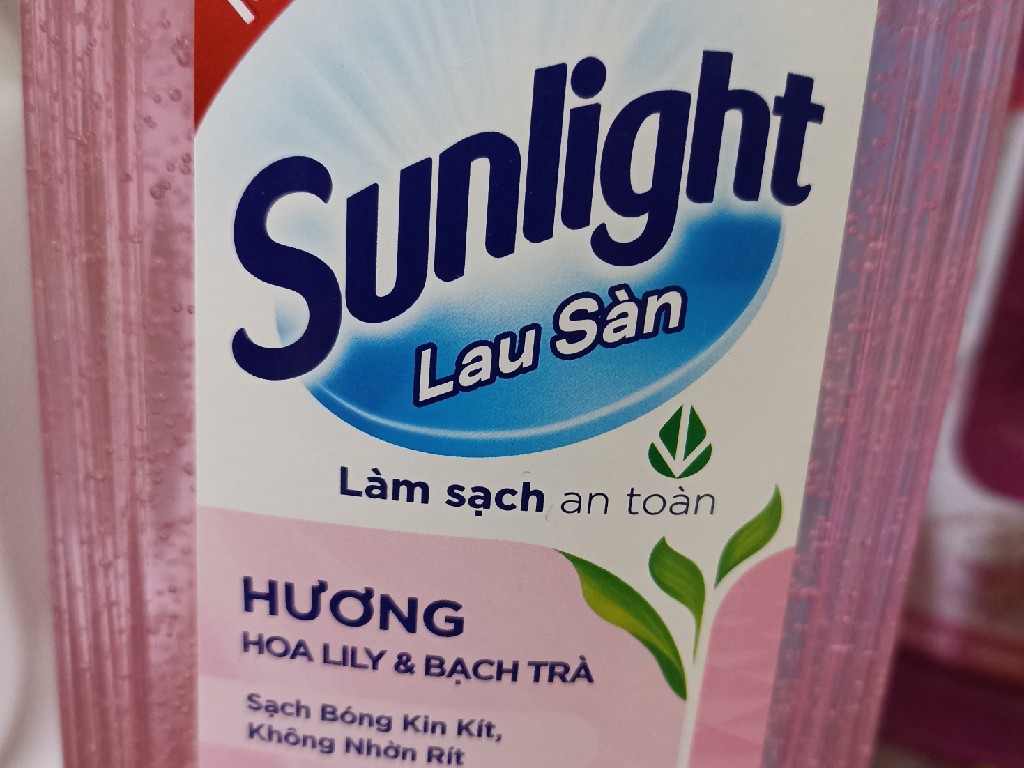 Sunlight
Lau Sàn
Làm sạch an toàn
HƯƠNG
HOA LILY & BẠCH TRÀ
Sạch Bóng Kin Kít,
Không Nhờn Rít